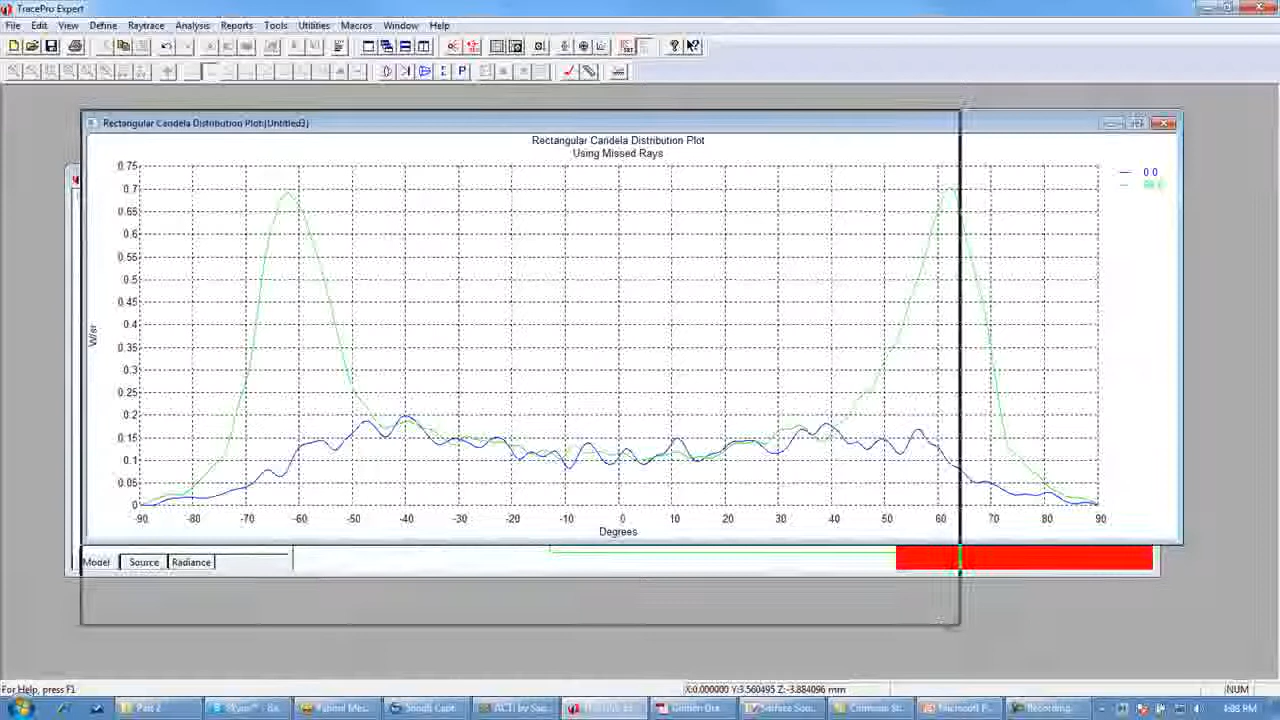 TracePro Expert
File Edit View Define Raytrace Analysis Reports Tools Utilities Macros Window Help
P
Rectangular Candela Distribution Plot:(Untitled3)
Rectangular Candela Distribution Plot
Using Missed Rays
0.75
0.7
0.65
0.6
0.55
0.5
0.45
0.4
0.35
0.3
0.25
0.2
0.15
0.1
0.05
0
W/sr
0 0
-90 -80 -70 -60 -50 -40 -30 -20 -10 0 10 20 30 40 50 60 70 80 90
Degrees
Model Source Radiance
For Help, press F1
X:0.000000 Y:3.560495 Z:-3.884096 mm
NUM
Part 2
Recording...